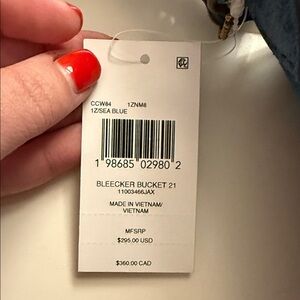 CCW84 1ZNM8
1Z/SEA BLUE
1 98685 02980 2
BLEECKER BUCKET 21
11003466JAX
MADE IN VIETNAM/
VIETNAM
MFSRP
$295.00 USD
$360.00 CAD